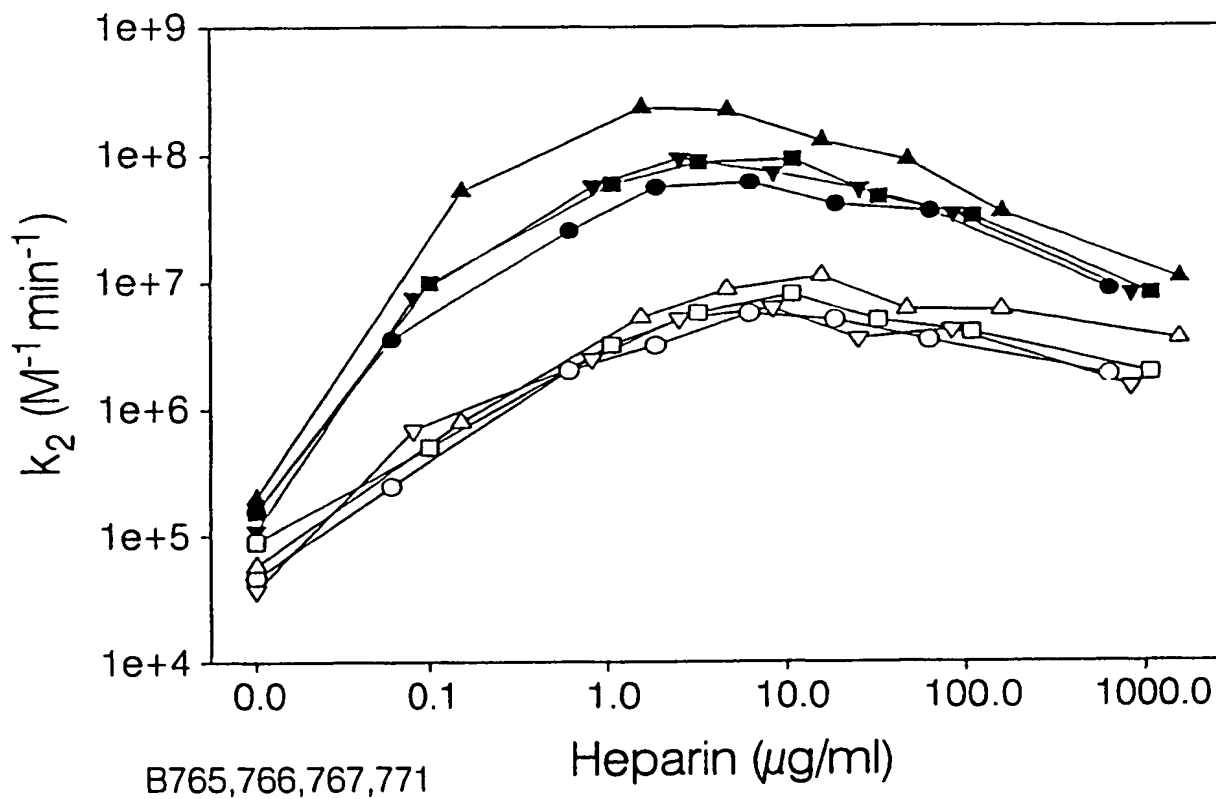 1e+9
1e+8
1e+7
1e+6
1e+5
1e+4
k₂ (M⁻¹ min⁻¹)
0.0 0.1 1.0 10.0 100.0 1000.0
Heparin (µg/ml)
B765,766,767,771